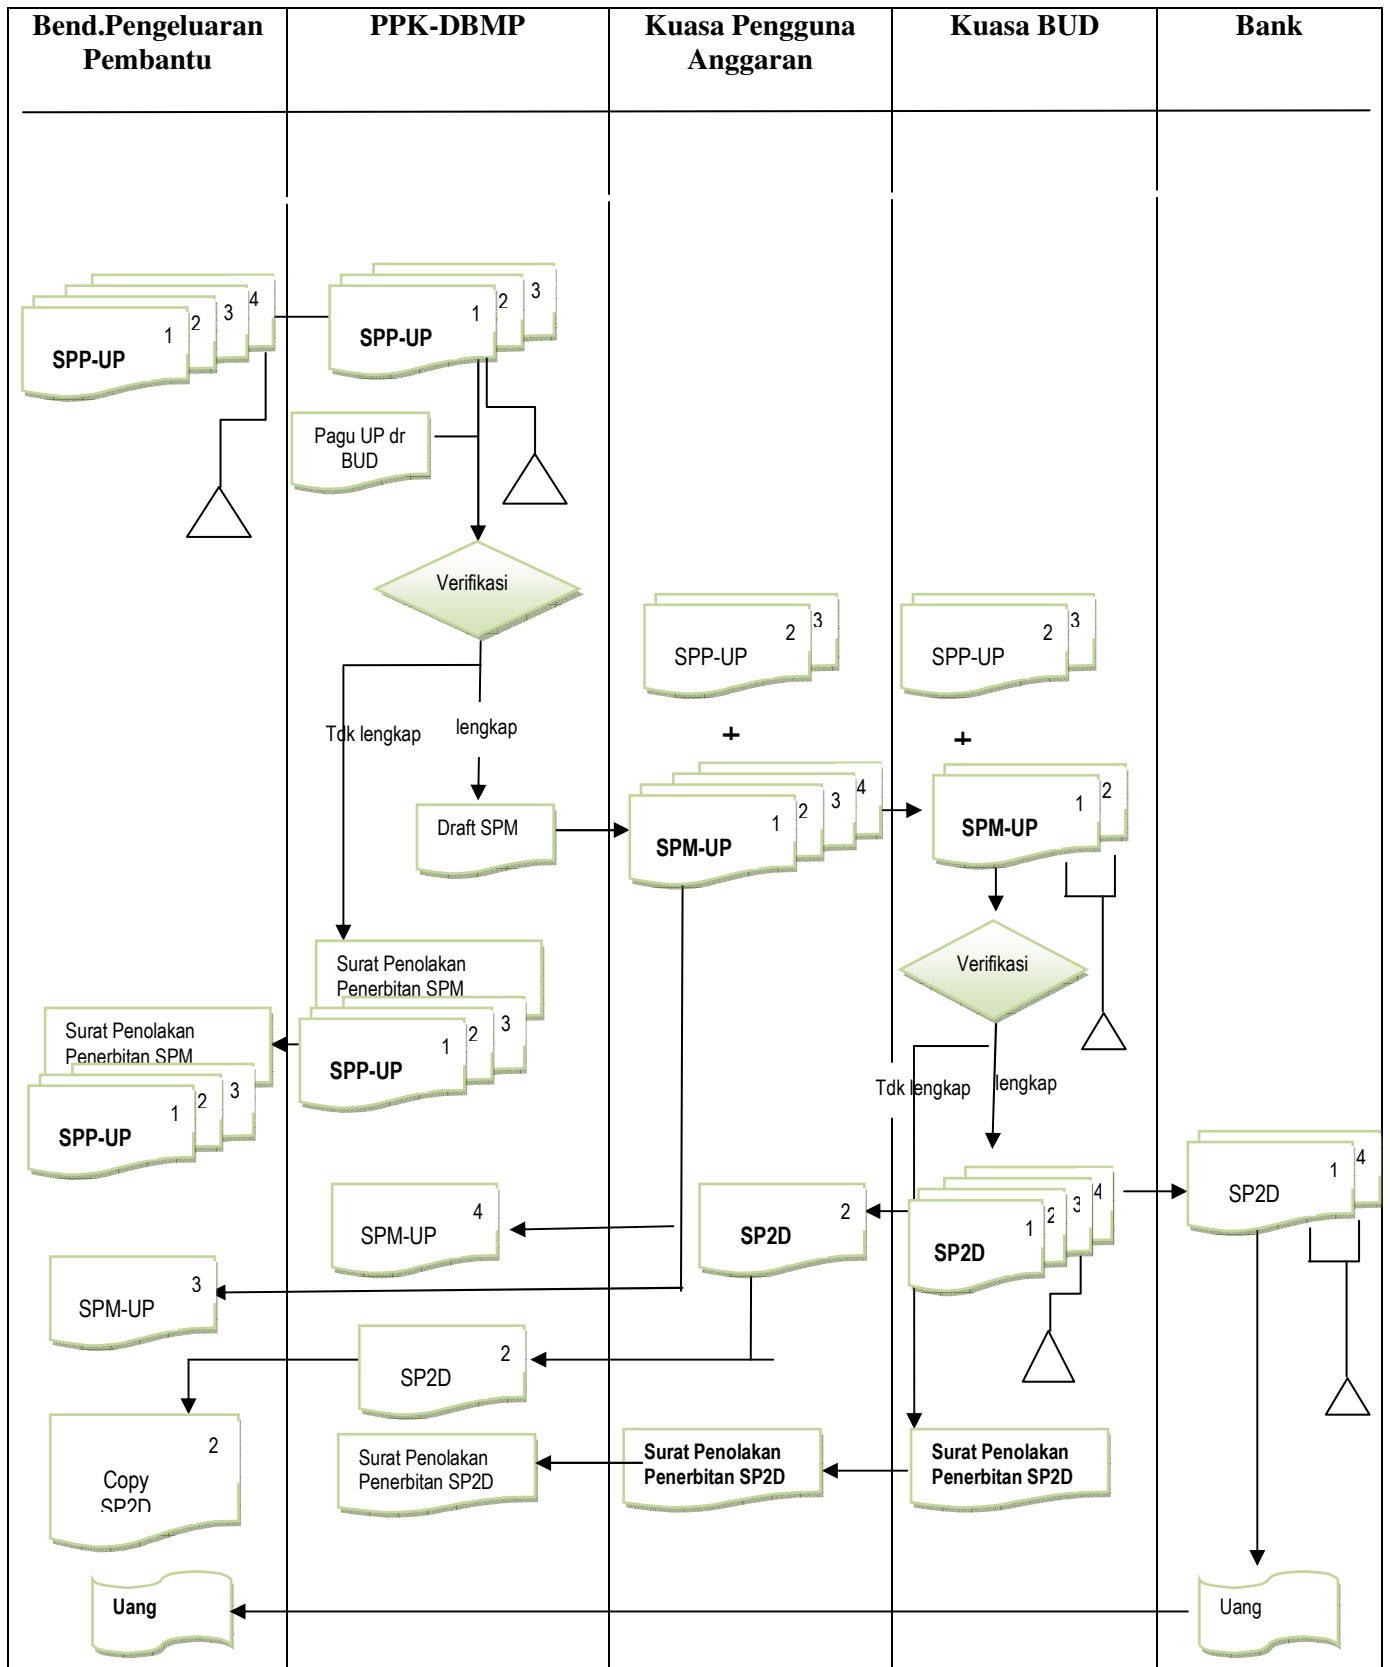 Bend.Pengeluaran
Pembantu
PPK-DBMP
Kuasa Pengguna
Anggaran
Kuasa BUD
Bank
4
3
2
1
SPP-UP
3
2
1
SPP-UP
Pagu UP dr
BUD
Verifikasi
3
2
SPP-UP
3
2
SPP-UP
Tdk lengkap
lengkap
+
+
Draft SPM
4
3
2
1
SPM-UP
2
1
SPM-UP
Verifikasi
Surat Penolakan
Penerbitan SPM
3
2
1
SPP-UP
Surat Penolakan
Penerbitan SPM
3
2
1
SPP-UP
Tdk lengkap
lengkap
4
1
SP2D
4
3
2
1
SP2D
2
SP2D
4
SPM-UP
3
SPM-UP
2
SP2D
2
Copy
SP2D
Surat Penolakan
Penerbitan SP2D
Surat Penolakan
Penerbitan SP2D
Surat Penolakan
Penerbitan SP2D
Uang
Uang